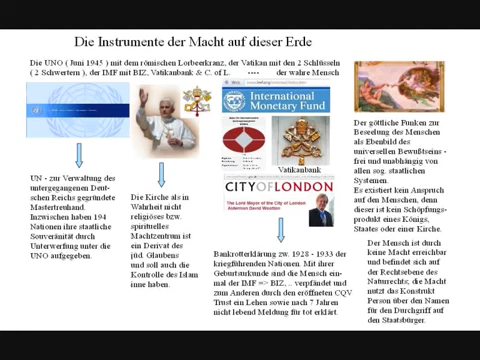 Die Instrumente der Macht auf dieser Erde
Die UNO ( Juni 1945 ) mit dem römischen Lorbeerkranz, der Vatikan mit den 2 Schlüsseln
( 2 Schwertern ) , der IMF mit BIZ, Vatikanbank & C. of L. ---- der wahre Mensch
International
Monetary Fund
Vatikanbank
CITY OF LONDON
The Lord Mayor of the City of London
Alderman David Wootton
UN - zur Verwaltung des
untergegangenen Deut-
schen Reichs gegründete
Mastertreuhand.
Inzwischen haben 194
Nationen ihre staatliche
Souveränität durch
Unterwerfung unter die
UNO aufgegeben.
Die Kirche als in
Wahrheit nicht
religiöses bzw.
spirituelles
Machtzentrum ist
ein Derivat des
jüd. Glaubens
und soll auch die
Kontrolle des Islam
inne haben.
Bankrotterklärung zw. 1928 - 1933 der
kriegführenden Nationen. Mit ihrer
Geburtsurkunde sind die Mensch ein-
mal der IMF => BIZ, .. verpfändet und
zum Anderen durch den eröffneten CQV
Trust ein Lehen sowie nach 7 Jahren
nicht lebend Meldung für tot erklärt.
Der göttliche Funken zur
Beseelung des Menschen
als Ebenbild des
universellen Bewußtseins -
frei und unabhängig von
allen sog. staatlichen
Systemen.
Es existiert kein Anspruch
auf den Menschen, denn
dieser ist kein Schöpfungs-
produkt eines Königs,
Staates oder einer Kirche.
Der Mensch ist durch
keine Macht erreichbar
und befindet sich auf
der Rechtsebene des
Naturrechts; die Macht
nutzt das Konstrukt
Person über den Namen
für den Durchgriff auf
den Staatsbürger.